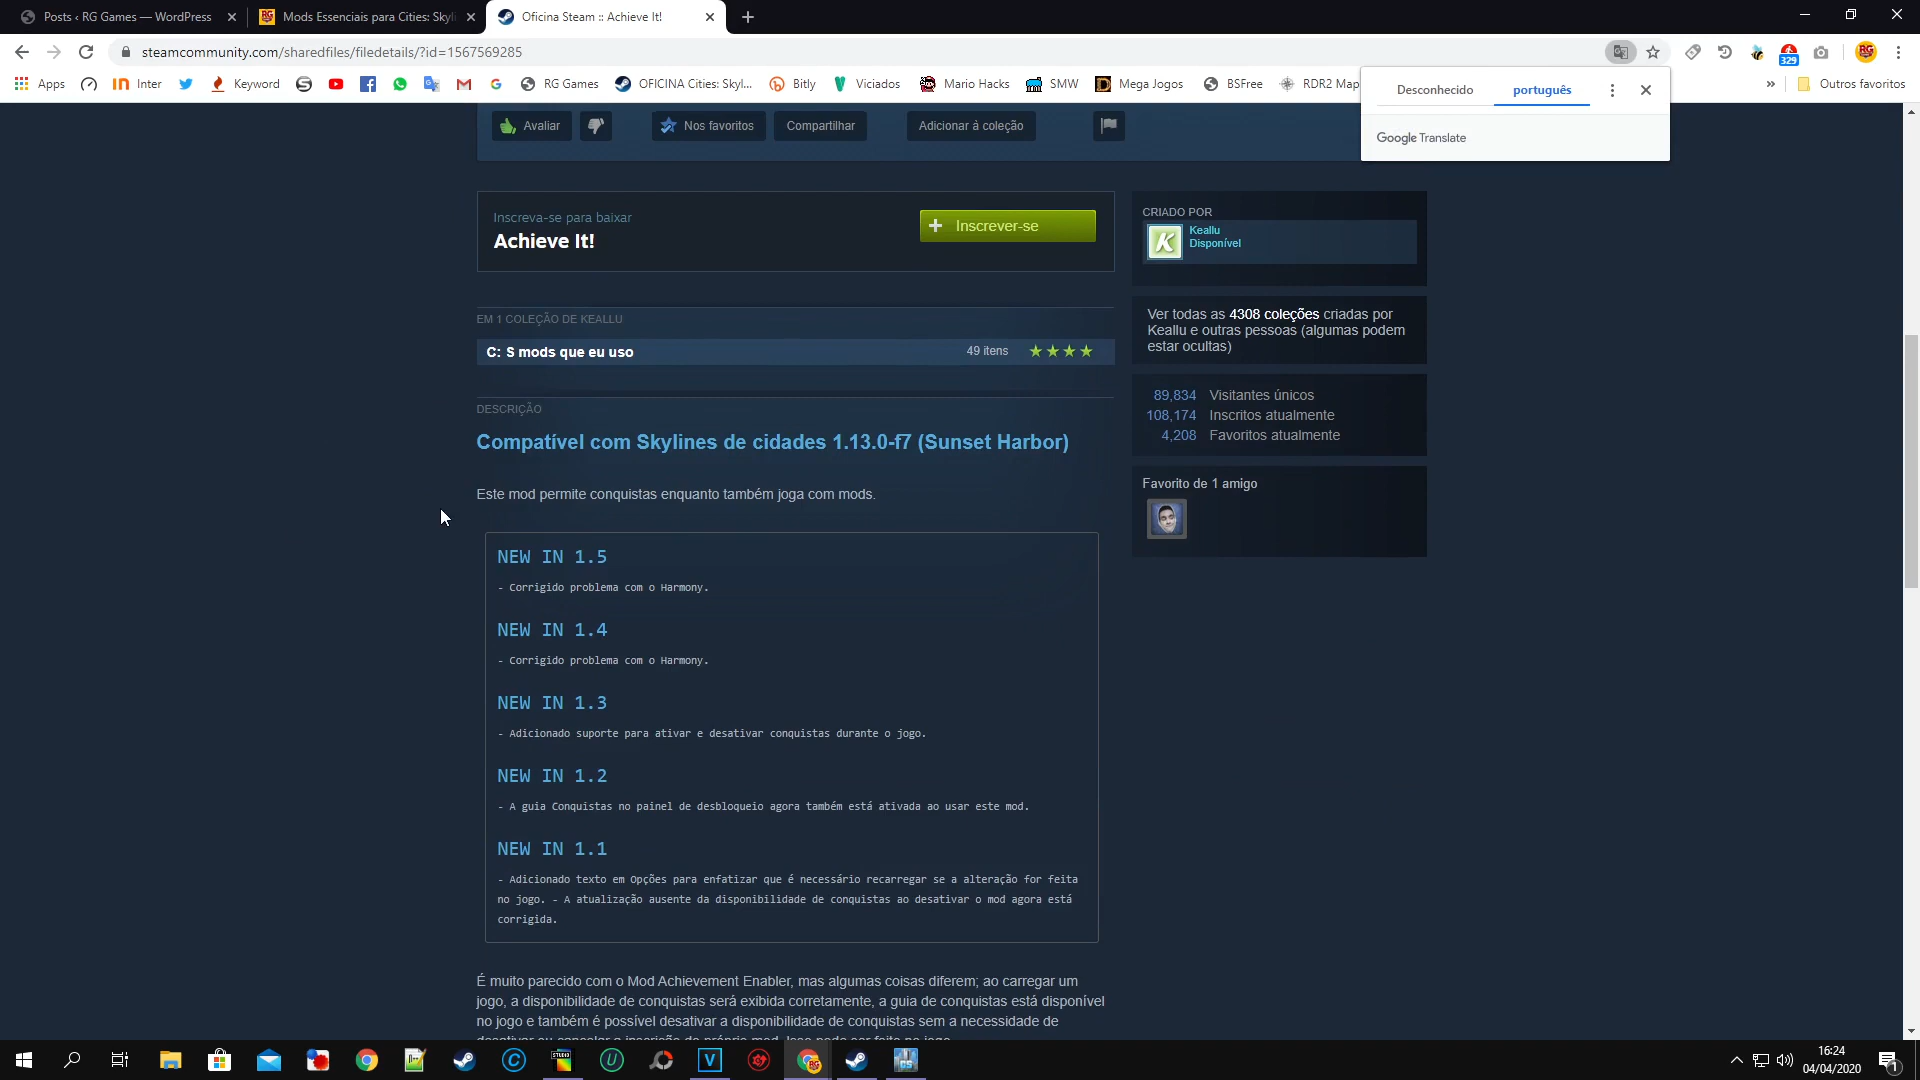 Posts ‹ RG Games — WordPress
Mods Essenciais para Cities: Skyli
Oficina Steam :: Achieve It!
steamcommunity.com/sharedfiles/filedetails/?id=1567569285
329
Apps
Inter
Keyword
RG Games
OFICINA Cities: Skyl...
Bitly
Viciados
Mario Hacks
SMW
Mega Jogos
BSFree
RDR2 Map
»
Outros favoritos
Desconhecido
português
Google Translate
Avaliar
Nos favoritos
Compartilhar
Adicionar à coleção
Inscreva-se para baixar
Achieve It!
Inscrever-se
EM 1 COLEÇÃO DE KEALLU
C: S mods que eu uso
49 itens
DESCRIÇÃO
Compatível com Skylines de cidades 1.13.0-f7 (Sunset Harbor)
Este mod permite conquistas enquanto também joga com mods.
NEW IN 1.5
- Corrigido problema com o Harmony.
NEW IN 1.4
- Corrigido problema com o Harmony.
NEW IN 1.3
- Adicionado suporte para ativar e desativar conquistas durante o jogo.
NEW IN 1.2
- A guia Conquistas no painel de desbloqueio agora também está ativada ao usar este mod.
NEW IN 1.1
- Adicionado texto em Opções para enfatizar que é necessário recarregar se a alteração for feita
no jogo. - A atualização ausente da disponibilidade de conquistas ao desativar o mod agora está
corrigida.
É muito parecido com o Mod Achievement Enabler, mas algumas coisas diferem; ao carregar um
jogo, a disponibilidade de conquistas será exibida corretamente, a guia de conquistas está disponível
no jogo e também é possível desativar a disponibilidade de conquistas sem a necessidade de
CRIADO POR
Keallu
Disponível
Ver todas as 4308 coleções criadas por
Keallu e outras pessoas (algumas podem
estar ocultas)
89,834 Visitantes únicos
108,174 Inscritos atualmente
4,208 Favoritos atualmente
Favorito de 1 amigo
16:24
04/04/2020
1